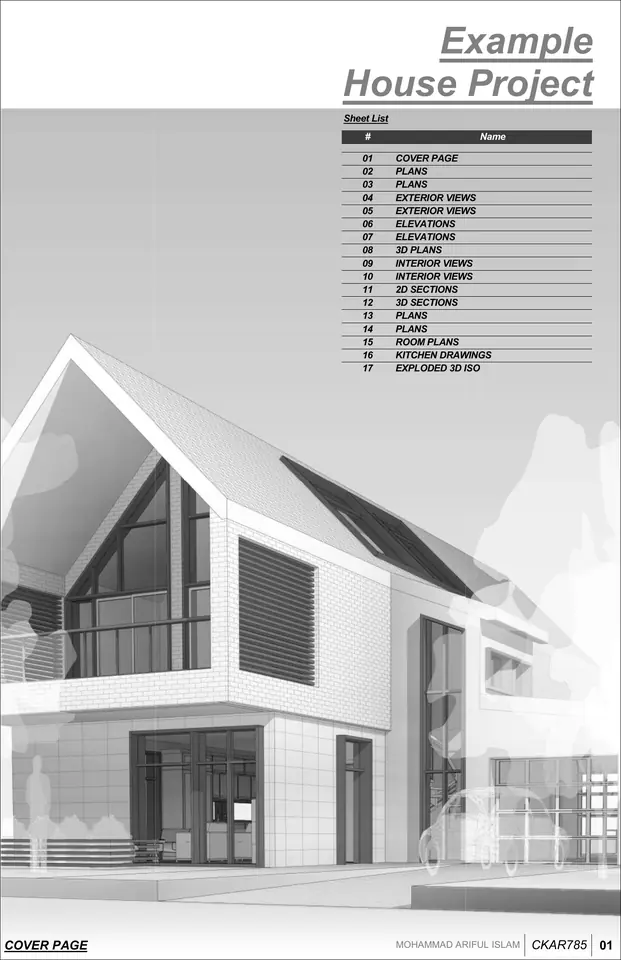 Example
House Project
Sheet List
# Name
01 COVER PAGE
02 PLANS
03 PLANS
04 EXTERIOR VIEWS
05 EXTERIOR VIEWS
06 ELEVATIONS
07 ELEVATIONS
08 3D PLANS
09 INTERIOR VIEWS
10 INTERIOR VIEWS
11 2D SECTIONS
12 3D SECTIONS
13 PLANS
14 PLANS
15 ROOM PLANS
16 KITCHEN DRAWINGS
17 EXPLODED 3D ISO
COVER PAGE MOHAMMAD ARIFUL ISLAM CKAR785 01